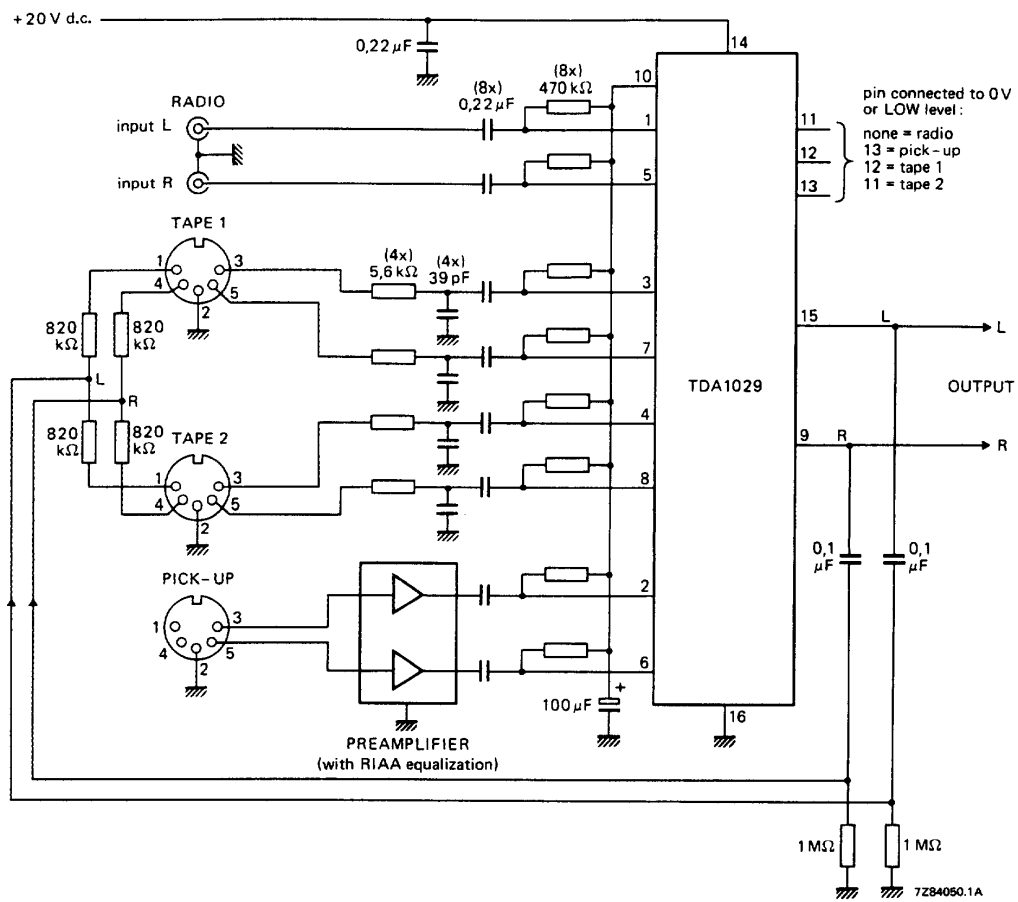 +20 V d.c.
0,22 µF
14
10
(8x)
0,22 µF
(8x)
470 kΩ
RADIO
input L
input R
1
5
pin connected to 0 V
or LOW level:
none = radio
13 = pick-up
12 = tape 1
11 = tape 2
11
12
13
TAPE 1
1
3
4
5
2
(4x)
5,6 kΩ
(4x)
39 pF
3
7
820
kΩ
820
kΩ
L
R
820
kΩ
820
kΩ
TAPE 2
1
3
4
5
2
4
8
TDA1029
15
L
L
OUTPUT
9
R
R
0,1
µF
0,1
µF
PICK-UP
1
3
4
5
2
2
6
100 µF
+
16
PREAMPLIFIER
(with RIAA equalization)
1 MΩ
1 MΩ
7Z84050.1A